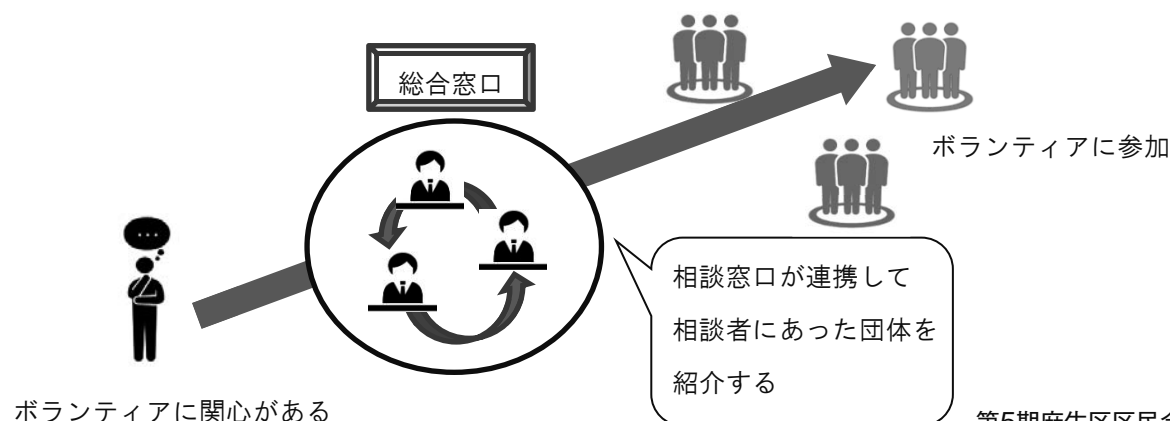 総合窓口
ボランティアに参加
相談窓口が連携して
相談者にあった団体を
紹介する
ボランティアに関心がある